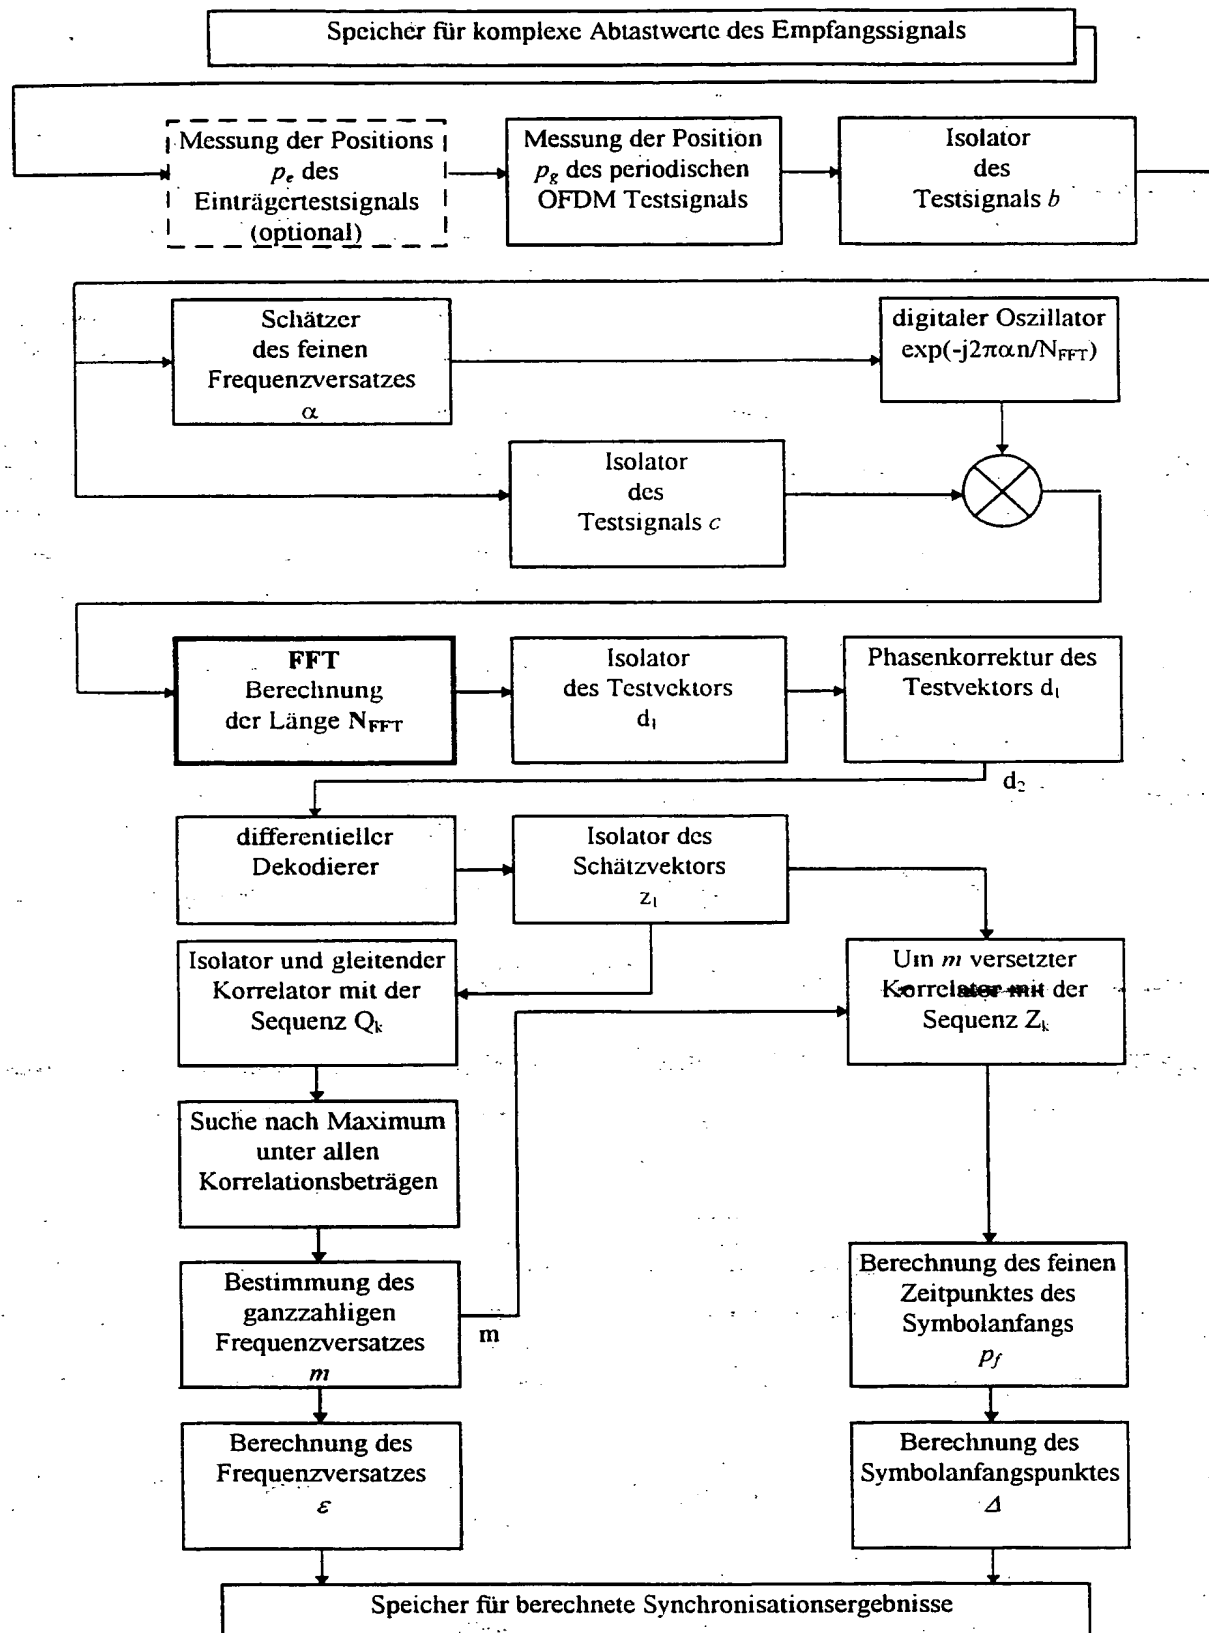 Speicher für komplexe Abtastwerte des Empfangssignals
Messung der Positions
pₑ des
Einträgertestsignals
(optional)
Messung der Position
p_g des periodischen
OFDM Testsignals
Isolator
des
Testsignals b
Schätzer
des feinen
Frequenzversatzes
α
digitaler Oszillator
exp(-j2παn/N_FFT)
Isolator
des
Testsignals c
FFT
Berechnung
der Länge N_FFT
Isolator
des Testvektors
d₁
Phasenkorrektur des
Testvektors d₁
d₂
differentieller
Dekodierer
Isolator des
Schätzvektors
z₁
Isolator und gleitender
Korrelator mit der
Sequenz Qₖ
Um m versetzter
Korrelator mit der
Sequenz Zₖ
Suche nach Maximum
unter allen
Korrelationsbeträgen
Bestimmung des
ganzzahligen
Frequenzversatzes
m
m
Berechnung des feinen
Zeitpunktes des
Symbolanfangs
p_f
Berechnung des
Frequenzversatzes
ε
Berechnung des
Symbolanfangspunktes
Δ
Speicher für berechnete Synchronisationsergebnisse